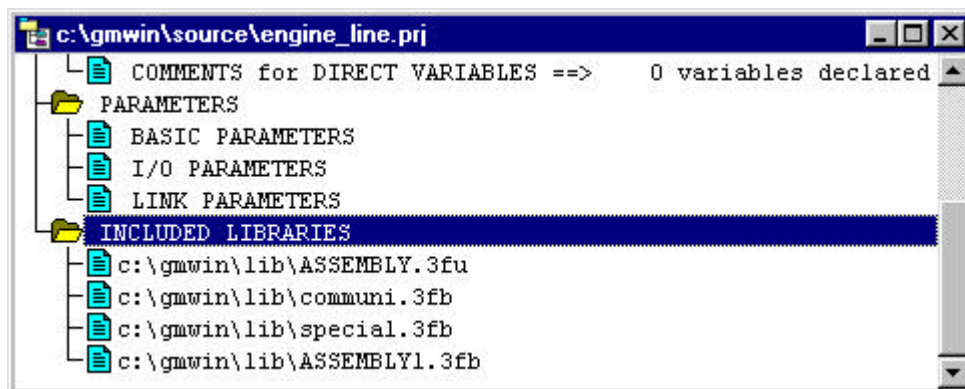 c:\gmwin\source\engine_line.prj
COMMENTS for DIRECT VARIABLES ==> 0 variables declared
PARAMETERS
BASIC PARAMETERS
I/O PARAMETERS
LINK PARAMETERS
INCLUDED LIBRARIES
c:\gmwin\lib\ASSEMBLY.3fu
c:\gmwin\lib\communi.3fb
c:\gmwin\lib\special.3fb
c:\gmwin\lib\ASSEMBLY1.3fb